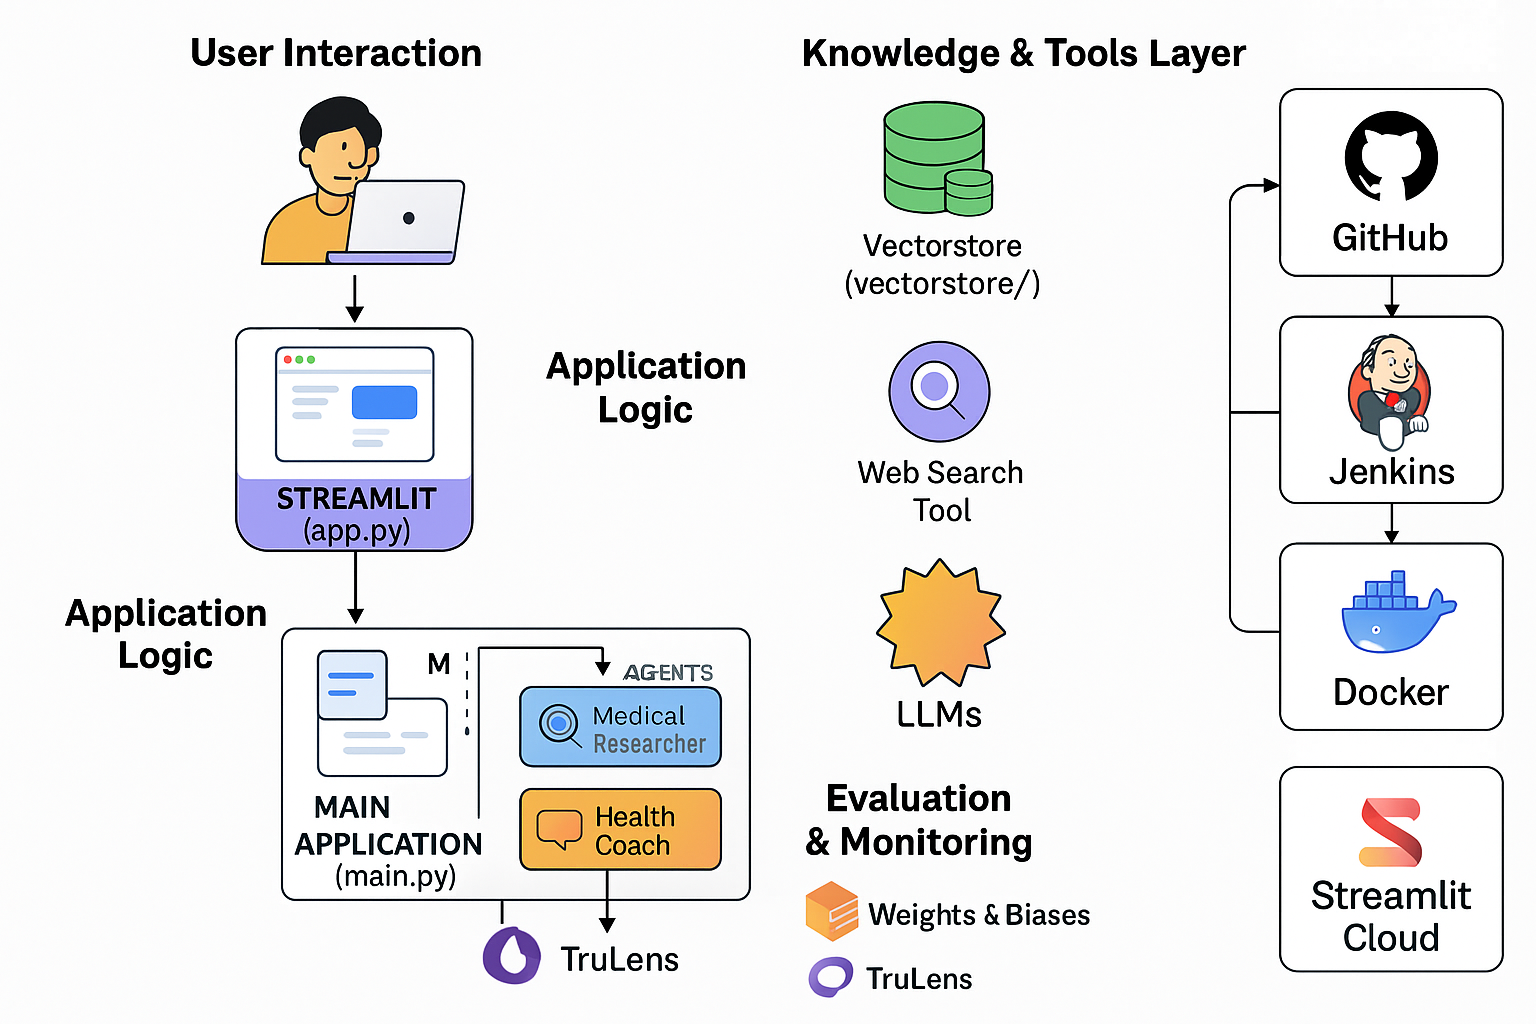 User Interaction
STREAMLIT
(app.py)
Application
Logic
Application
Logic
M
AGENTS
Medical
Researcher
Health
Coach
MAIN
APPLICATION
(main.py)
TruLens
Knowledge & Tools Layer
Vectorstore
(vectorstore/)
Web Search
Tool
LLMs
Evaluation
& Monitoring
Weights & Biases
TruLens
GitHub
Jenkins
Docker
Streamlit
Cloud